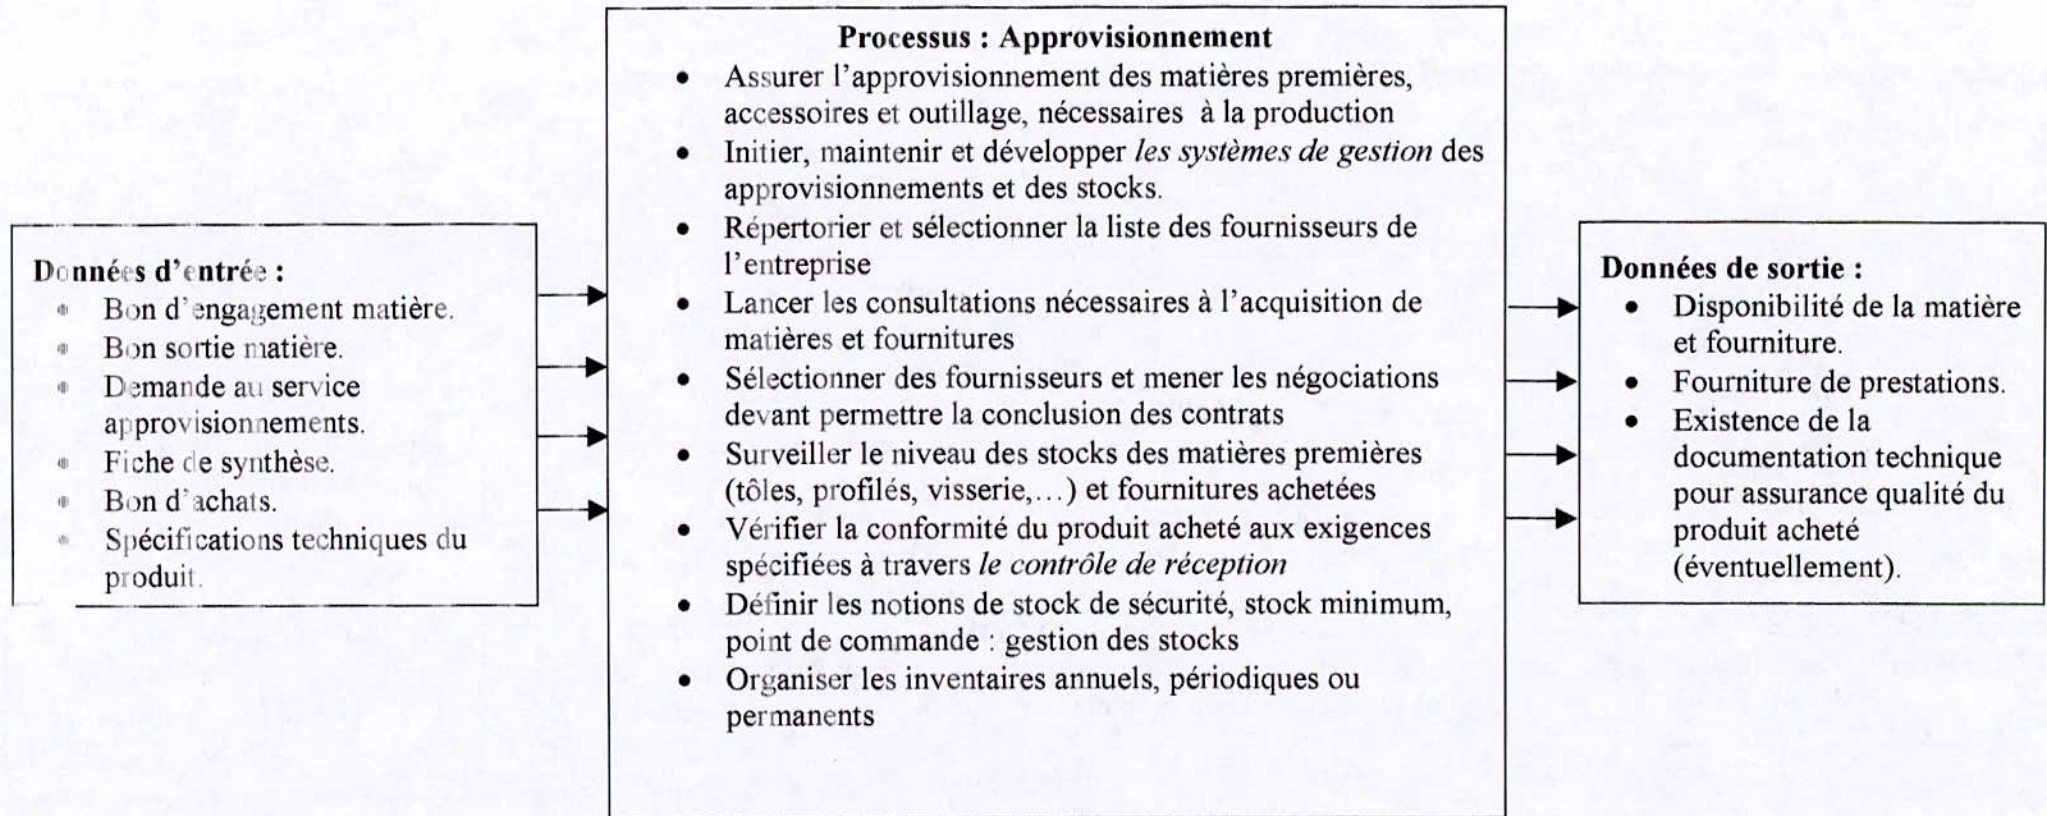 Données d'entrée :
• Bon d'engagement matière.
• Bon sortie matière.
• Demande au service
approvisionnements.
• Fiche de synthèse.
• Bon d'achats.
• Spécifications techniques du
produit.
Processus : Approvisionnement
• Assurer l'approvisionnement des matières premières,
accessoires et outillage, nécessaires à la production
• Initier, maintenir et développer les systèmes de gestion des
approvisionnements et des stocks.
• Répertorier et sélectionner la liste des fournisseurs de
l'entreprise
• Lancer les consultations nécessaires à l'acquisition de
matières et fournitures
• Sélectionner des fournisseurs et mener les négociations
devant permettre la conclusion des contrats
• Surveiller le niveau des stocks des matières premières
(tôles, profilés, visserie,…) et fournitures achetées
• Vérifier la conformité du produit acheté aux exigences
spécifiées à travers le contrôle de réception
• Définir les notions de stock de sécurité, stock minimum,
point de commande : gestion des stocks
• Organiser les inventaires annuels, périodiques ou
permanents
Données de sortie :
• Disponibilité de la matière
et fourniture.
• Fourniture de prestations.
• Existence de la
documentation technique
pour assurance qualité du
produit acheté
(éventuellement).